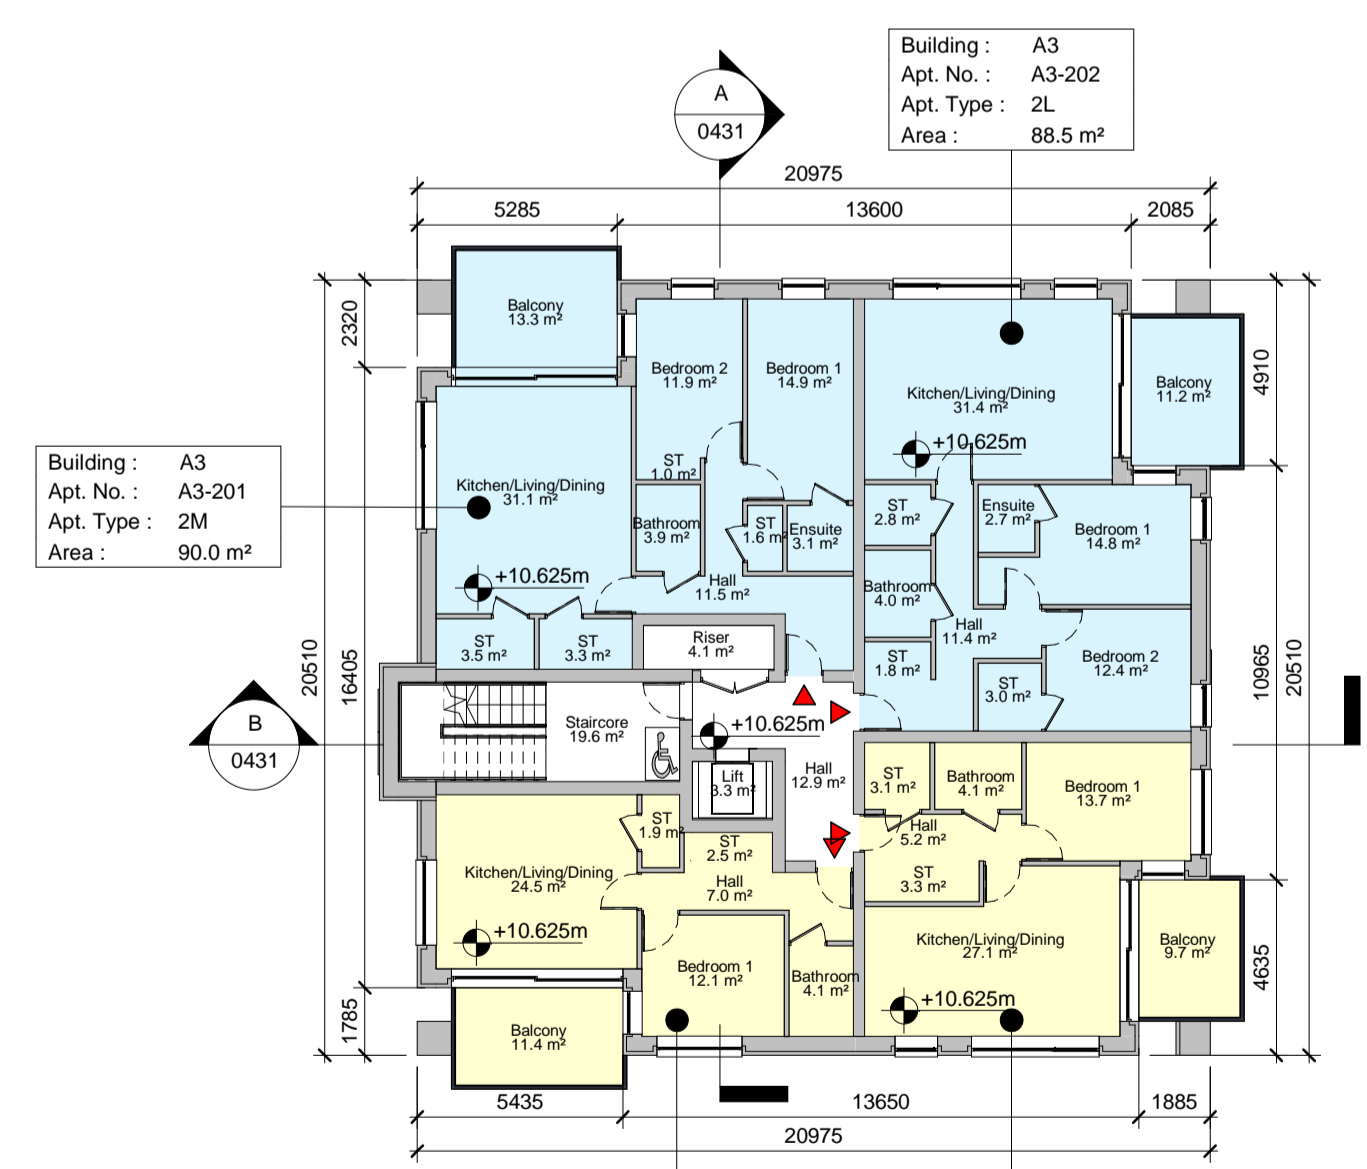 Building : A3
Apt. No. : A3-202
Apt. Type : 2L
Area : 88.5 m²
A
0431
20975
5285
13600
2085
2320
4910
Balcony
13.3 m²
Bedroom 2
11.9 m²
Bedroom 1
14.9 m²
Kitchen/Living/Dining
31.4 m²
+10.625m
Balcony
11.2 m²
Building : A3
Apt. No. : A3-201
Apt. Type : 2M
Area : 90.0 m²
Kitchen/Living/Dining
31.1 m²
+10.625m
ST
1.0 m²
Bathroom
3.9 m²
ST
1.6 m²
Ensuite
3.1 m²
ST
2.8 m²
Ensuite
2.7 m²
Bedroom 1
14.8 m²
Hall
11.5 m²
Bathroom
4.0 m²
Hall
11.4 m²
ST
3.5 m²
ST
3.3 m²
Riser
4.1 m²
ST
1.8 m²
ST
3.0 m²
Bedroom 2
12.4 m²
20510
16405
10965
20510
B
0431
Staircore
19.6 m²
+10.625m
Lift
3.3 m²
Hall
12.9 m²
ST
3.1 m²
Bathroom
4.1 m²
Bedroom 1
13.7 m²
ST
1.9 m²
ST
2.5 m²
Hall
5.2 m²
Kitchen/Living/Dining
24.5 m²
Hall
7.0 m²
ST
3.3 m²
+10.625m
Bedroom 1
12.1 m²
Bathroom
4.1 m²
Kitchen/Living/Dining
27.1 m²
+10.625m
Balcony
9.7 m²
4635
1785
Balcony
11.4 m²
5435
13650
1885
20975